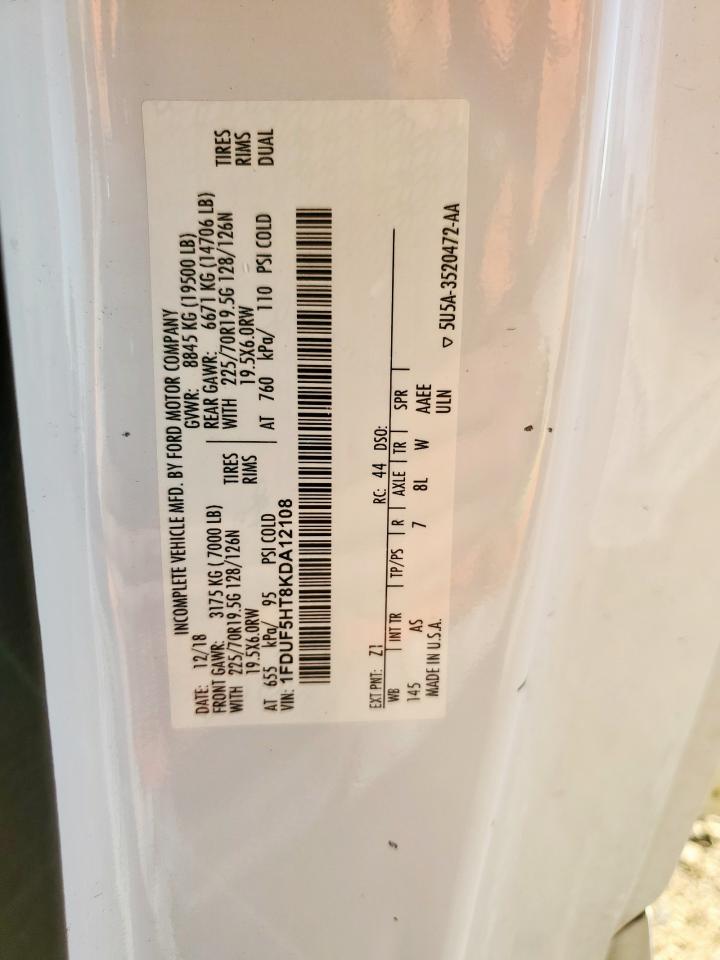 INCOMPLETE VEHICLE MFD. BY FORD MOTOR COMPANY
DATE: 12/18 GVWR: 8845 KG (19500 LB)
FRONT GAWR: 3175 KG ( 7000 LB) REAR GAWR: 6671 KG (14706 LB)
WITH 225/70R19.5G 128/126N TIRES WITH 225/70R19.5G 128/126N TIRES
19.5X6.0RW RIMS 19.5X6.0RW RIMS
AT 655 kPa/ 95 PSI COLD AT 760 kPa/ 110 PSI COLD DUAL
VIN: 1FDUF5HT8KDA12108
EXT PNT: Z1 RC: 44 DSO:
WB INT TR TP/PS R AXLE TR SPR
145 AS 7 8L W AAEE
MADE IN U.S.A. ULN
▽ 5U5A-3520472-AA